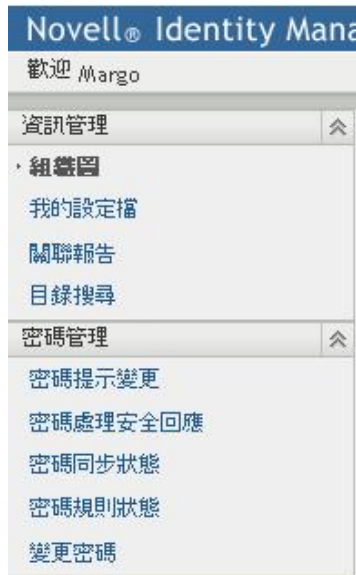 Novell® Identity Mana
歡迎 Margo
資訊管理
組織圖
我的設定檔
關聯報告
目錄搜尋
密碼管理
密碼提示變更
密碼處理安全回應
密碼同步狀態
密碼規則狀態
變更密碼